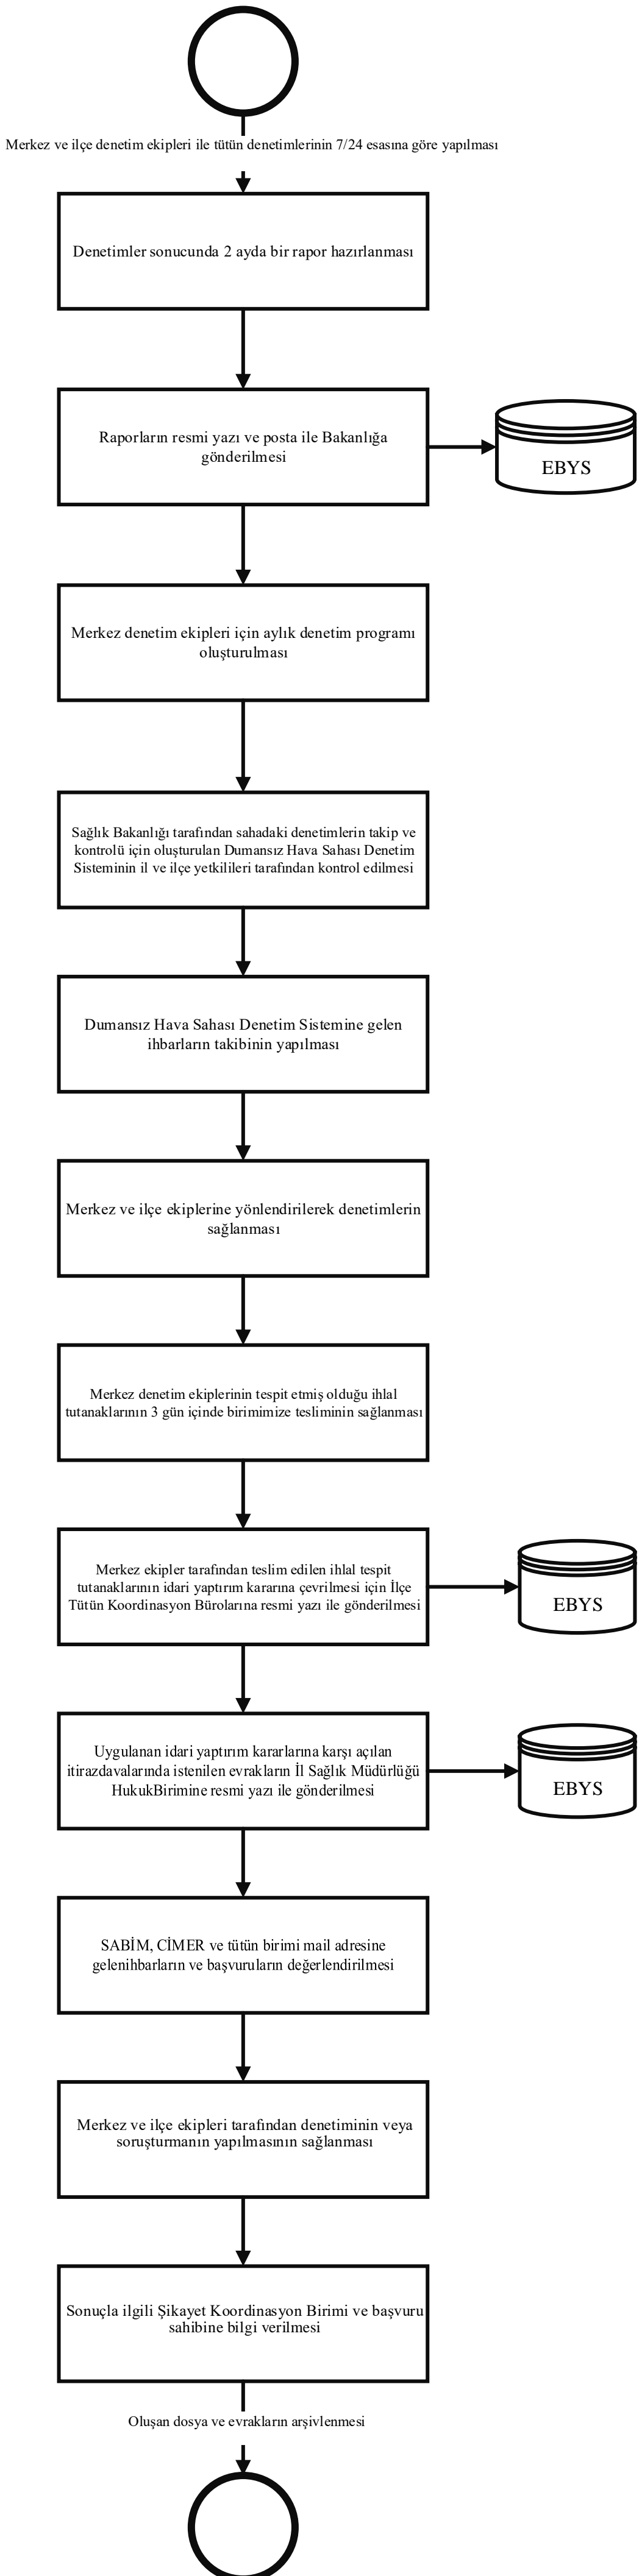 Merkez ve ilçe denetim ekipleri ile tütün denetimlerinin 7/24 esasına göre yapılması
Denetimler sonucunda 2 ayda bir rapor hazırlanması
Raporların resmi yazı ve posta ile Bakanlığa
gönderilmesi
EBYS
Merkez denetim ekipleri için aylık denetim programı
oluşturulması
Sağlık Bakanlığı tarafından sahadaki denetimlerin takip ve
kontrolü için oluşturulan Dumansız Hava Sahası Denetim
Sisteminin il ve ilçe yetkilileri tarafından kontrol edilmesi
Dumansız Hava Sahası Denetim Sistemine gelen
ihbarların takibinin yapılması
Merkez ve ilçe ekiplerine yönlendirilerek denetimlerin
sağlanması
Merkez denetim ekiplerinin tespit etmiş olduğu ihlal
tutanaklarının 3 gün içinde birimimize tesliminin sağlanması
Merkez ekipler tarafından teslim edilen ihlal tespit
tutanaklarının idari yaptırım kararına çevrilmesi için İlçe
Tütün Koordinasyon Bürolarına resmi yazı ile gönderilmesi
EBYS
Uygulanan idari yaptırım kararlarına karşı açılan
itirazdavalarında istenilen evrakların İl Sağlık Müdürlüğü
HukukBirimine resmi yazı ile gönderilmesi
EBYS
SABİM, CİMER ve tütün birimi mail adresine
gelenihbarların ve başvuruların değerlendirilmesi
Merkez ve ilçe ekipleri tarafından denetiminin veya
soruşturmanın yapılmasının sağlanması
Sonuçla ilgili Şikayet Koordinasyon Birimi ve başvuru
sahibine bilgi verilmesi
Oluşan dosya ve evrakların arşivlenmesi